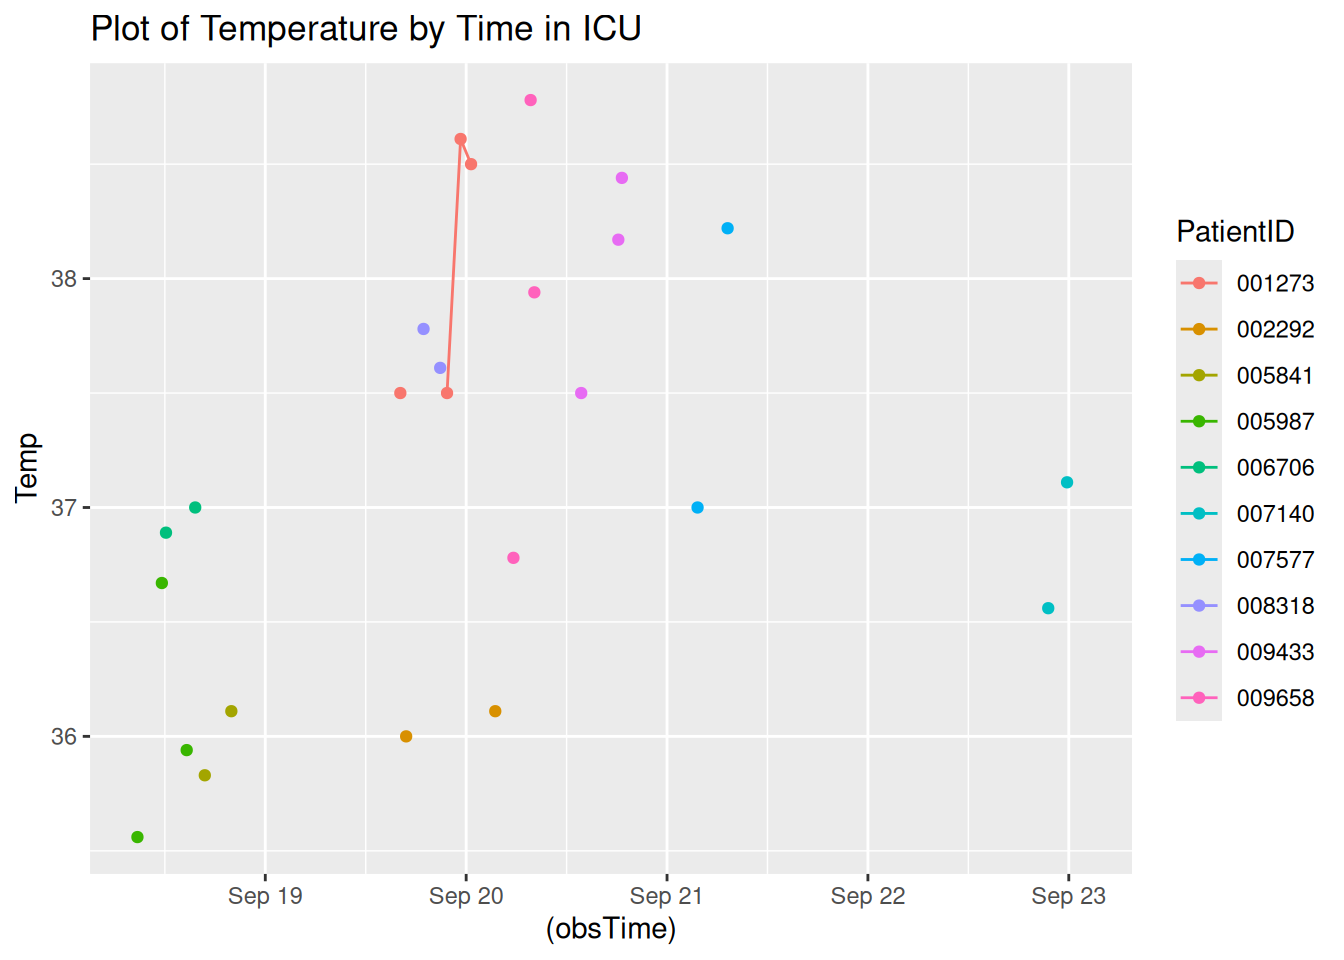 Plot of Temperature by Time in ICU
Temp
38
37
36
Sep 19
Sep 20
Sep 21
Sep 22
Sep 23
(obsTime)
PatientID
001273
002292
005841
005987
006706
007140
007577
008318
009433
009658